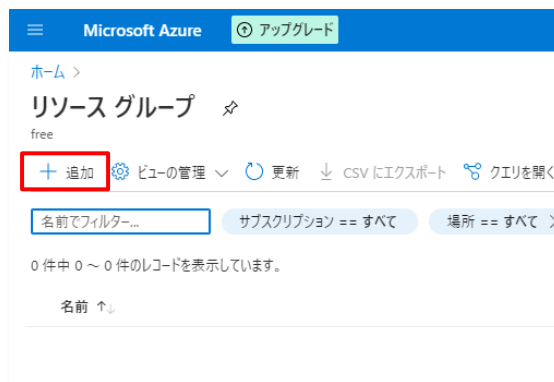 Microsoft Azure アップグレード
ホーム >
リソース グループ
free
+ 追加 ビューの管理 更新 CSV にエクスポート クエリを開く
名前でフィルター... サブスクリプション == すべて 場所 == すべて
0 件中 0 ～ 0 件のレコードを表示しています。
名前 ↑↓